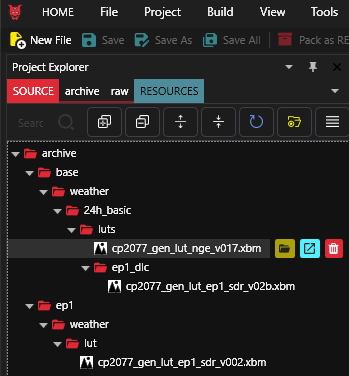 HOME File Project Build View Tools
New File Save Save As Save All Pack as RE
Project Explorer
SOURCE archive raw RESOURCES
Searc
archive
base
weather
24h_basic
luts
cp2077_gen_lut_nge_v017.xbm
ep1_dlc
cp2077_gen_lut_ep1_sdr_v02b.xbm
ep1
weather
lut
cp2077_gen_lut_ep1_sdr_v002.xbm